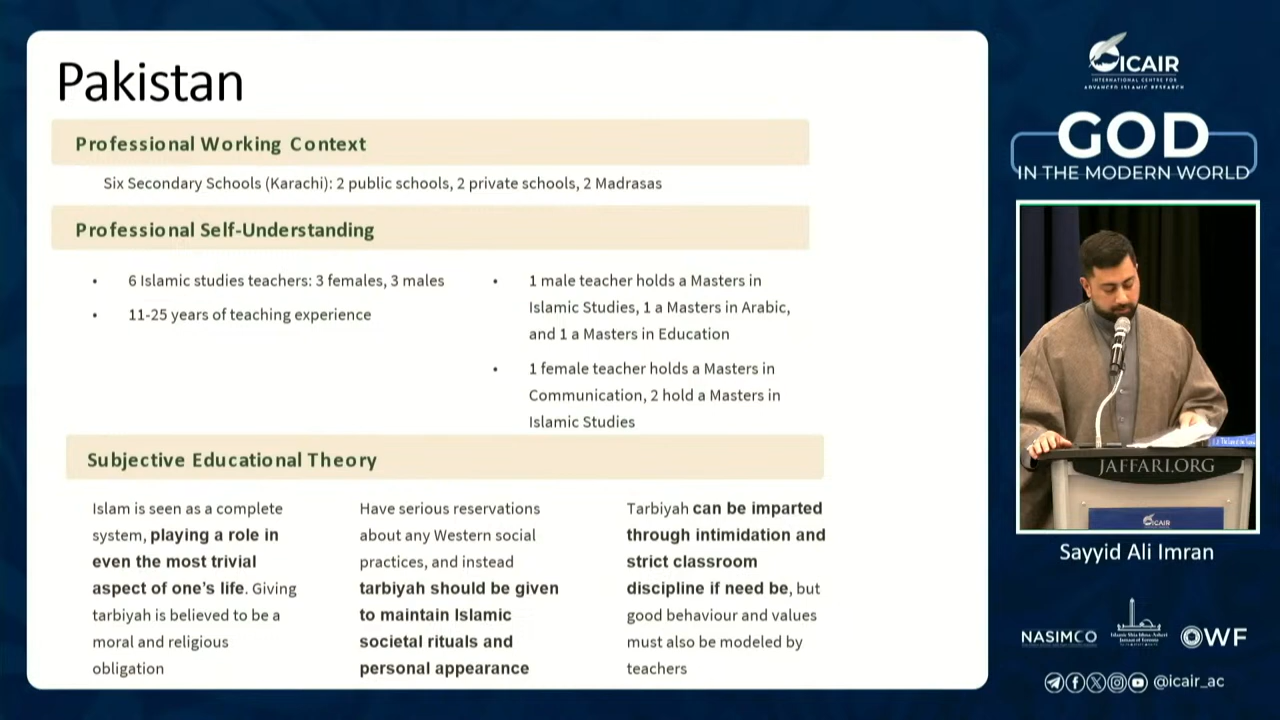 Pakistan
Professional Working Context
Six Secondary Schools (Karachi): 2 public schools, 2 private schools, 2 Madrasas
Professional Self-Understanding
• 6 Islamic studies teachers: 3 females, 3 males
• 11-25 years of teaching experience
• 1 male teacher holds a Masters in
Islamic Studies, 1 a Masters in Arabic,
and 1 a Masters in Education
• 1 female teacher holds a Masters in
Communication, 2 hold a Masters in
Islamic Studies
Subjective Educational Theory
Islam is seen as a complete
system, playing a role in
even the most trivial
aspect of one's life. Giving
tarbiyah is believed to be a
moral and religious
obligation
Have serious reservations
about any Western social
practices, and instead
tarbiyah should be given
to maintain Islamic
societal rituals and
personal appearance
Tarbiyah can be imparted
through intimidation and
strict classroom
discipline if need be, but
good behaviour and values
must also be modeled by
teachers
ICAIR
INTERNATIONAL CENTRE FOR
ADVANCED ISLAMIC RESEARCH
GOD
IN THE MODERN WORLD
JAFFARI.ORG
ICAIR
Sayyid Ali Imran
NASIMCO
OWF
@icair_ac